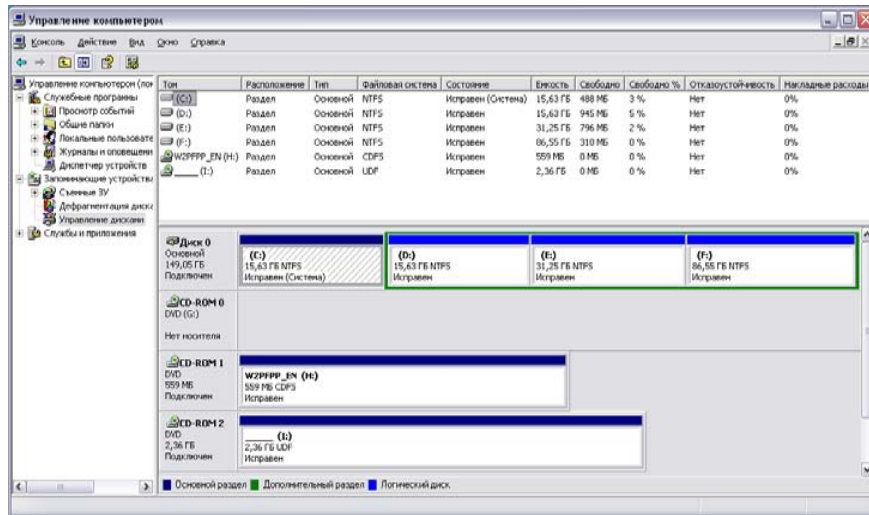 Управление компьютером
Консоль Действие Вид Окно Справка
Управление компьютером (лок
Служебные программы
Просмотр событий
Общие папки
Локальные пользовате
Журналы и оповещени
Диспетчер устройств
Запоминающие устройства
Съемные ЗУ
Дефрагментация диска
Управление дисками
Службы и приложения
Том Расположение Тип Файловая система Состояние Емкость Свободно Свободно % Отказоустойчивость Накладные расходы
(C:) Раздел Основной NTFS Исправен (Система) 15,63 ГБ 488 МБ 3 % Нет 0%
(D:) Раздел Основной NTFS Исправен 15,63 ГБ 945 МБ 5 % Нет 0%
(E:) Раздел Основной NTFS Исправен 31,25 ГБ 796 МБ 2 % Нет 0%
(F:) Раздел Основной NTFS Исправен 86,55 ГБ 310 МБ 0 % Нет 0%
W2PFPP_EN (H:) Раздел Основной CDFS Исправен 559 МБ 0 МБ 0 % Нет 0%
_____ (I:) Раздел Основной UDF Исправен 2,36 ГБ 0 МБ 0 % Нет 0%
Диск 0
Основной
149,05 ГБ
Подключен
(C:)
15,63 ГБ NTFS
Исправен (Система)
(D:)
15,63 ГБ NTFS
Исправен
(E:)
31,25 ГБ NTFS
Исправен
(F:)
86,55 ГБ NTFS
Исправен
CD-ROM 0
DVD (G:)
Нет носителя
CD-ROM 1
DVD
559 МБ
Подключен
W2PFPP_EN (H:)
559 МБ CDFS
Исправен
CD-ROM 2
DVD
2,36 ГБ
Подключен
_____ (I:)
2,36 ГБ UDF
Исправен
Основной раздел Дополнительный раздел Логический диск